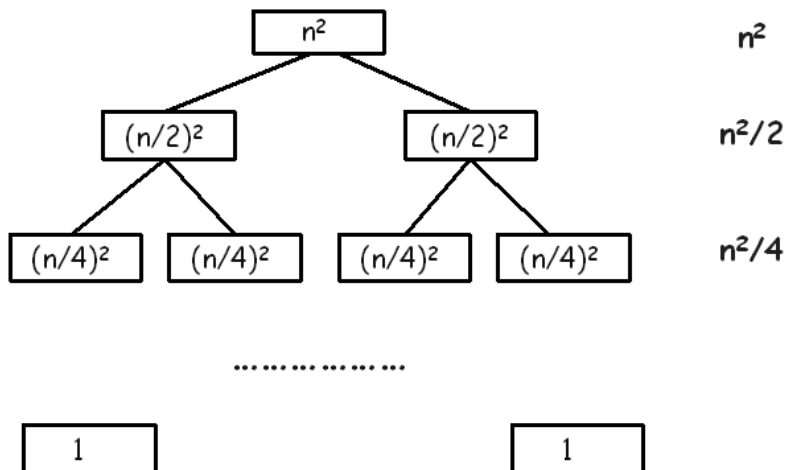 n² n²
(n/2)² (n/2)² n²/2
(n/4)² (n/4)² (n/4)² (n/4)² n²/4
………………
1 1